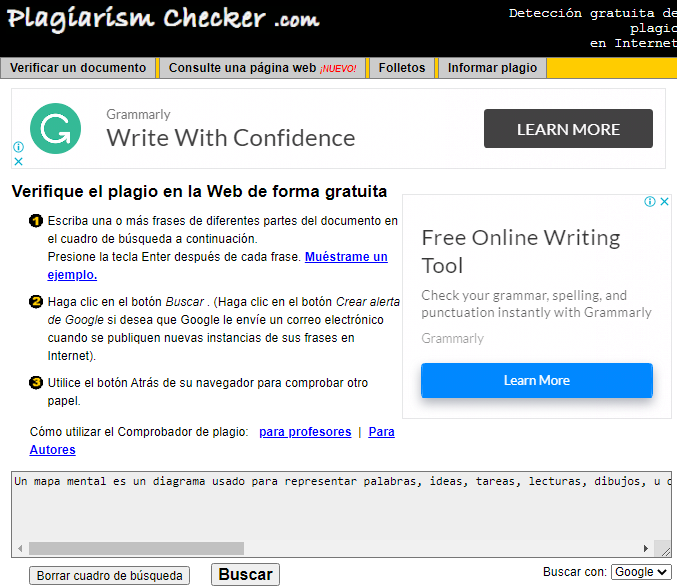 Plagiarism Checker .com
Detección gratuita de
plagio
en Internet
Verificar un documento
Consulte una página web ¡NUEVO!
Folletos
Informar plagio
Grammarly
Write With Confidence
LEARN MORE
Verifique el plagio en la Web de forma gratuita
1 Escriba una o más frases de diferentes partes del documento en
el cuadro de búsqueda a continuación.
Presione la tecla Enter después de cada frase. Muéstrame un
ejemplo.
2 Haga clic en el botón Buscar . (Haga clic en el botón Crear alerta
de Google si desea que Google le envíe un correo electrónico
cuando se publiquen nuevas instancias de sus frases en
Internet).
3 Utilice el botón Atrás de su navegador para comprobar otro
papel.
Cómo utilizar el Comprobador de plagio: para profesores | Para
Autores
Free Online Writing
Tool
Check your grammar, spelling, and
punctuation instantly with Grammarly
Grammarly
Learn More
Un mapa mental es un diagrama usado para representar palabras, ideas, tareas, lecturas, dibujos, u
Borrar cuadro de búsqueda
Buscar
Buscar con: Google